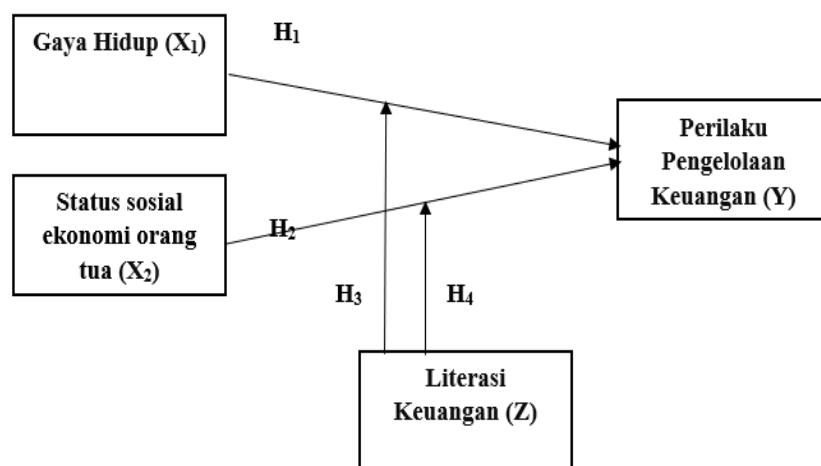 Gaya Hidup (X₁)
H₁
Perilaku
Pengelolaan
Keuangan (Y)
Status sosial
ekonomi orang
tua (X₂)
H₂
H₃
H₄
Literasi
Keuangan (Z)